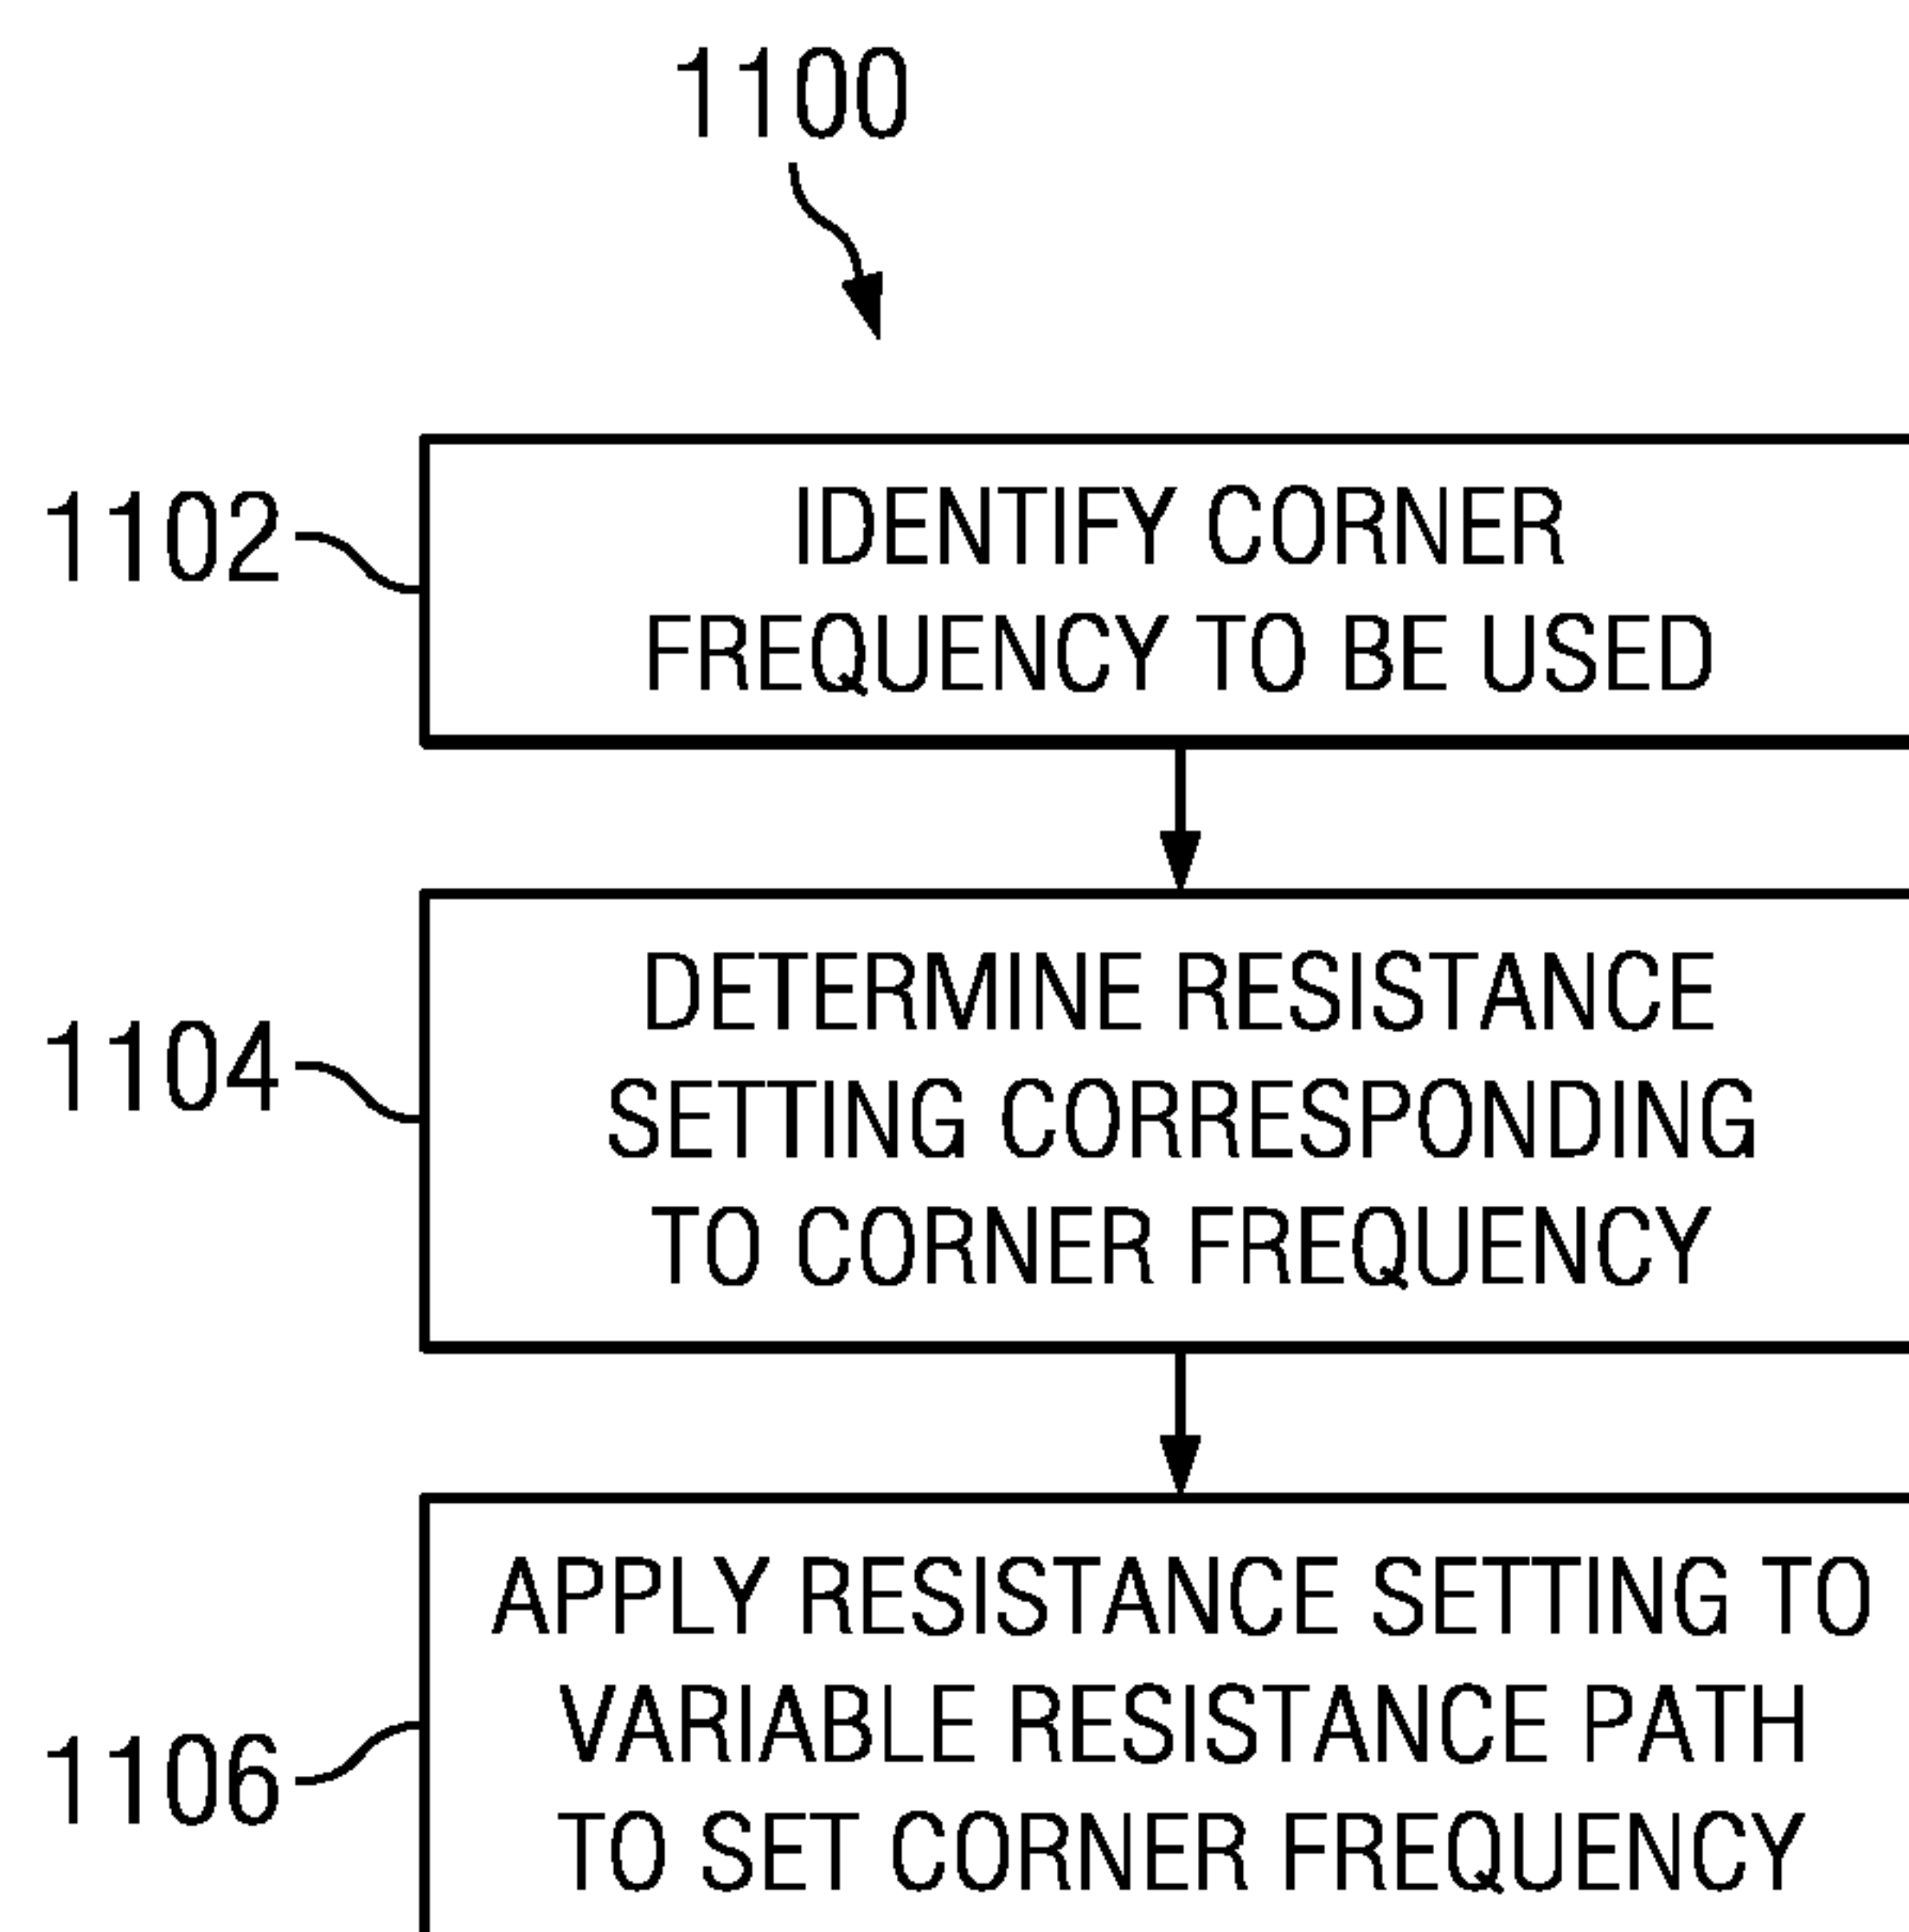 1100
1102
IDENTIFY CORNER
FREQUENCY TO BE USED
1104
DETERMINE RESISTANCE
SETTING CORRESPONDING
TO CORNER FREQUENCY
1106
APPLY RESISTANCE SETTING TO
VARIABLE RESISTANCE PATH
TO SET CORNER FREQUENCY